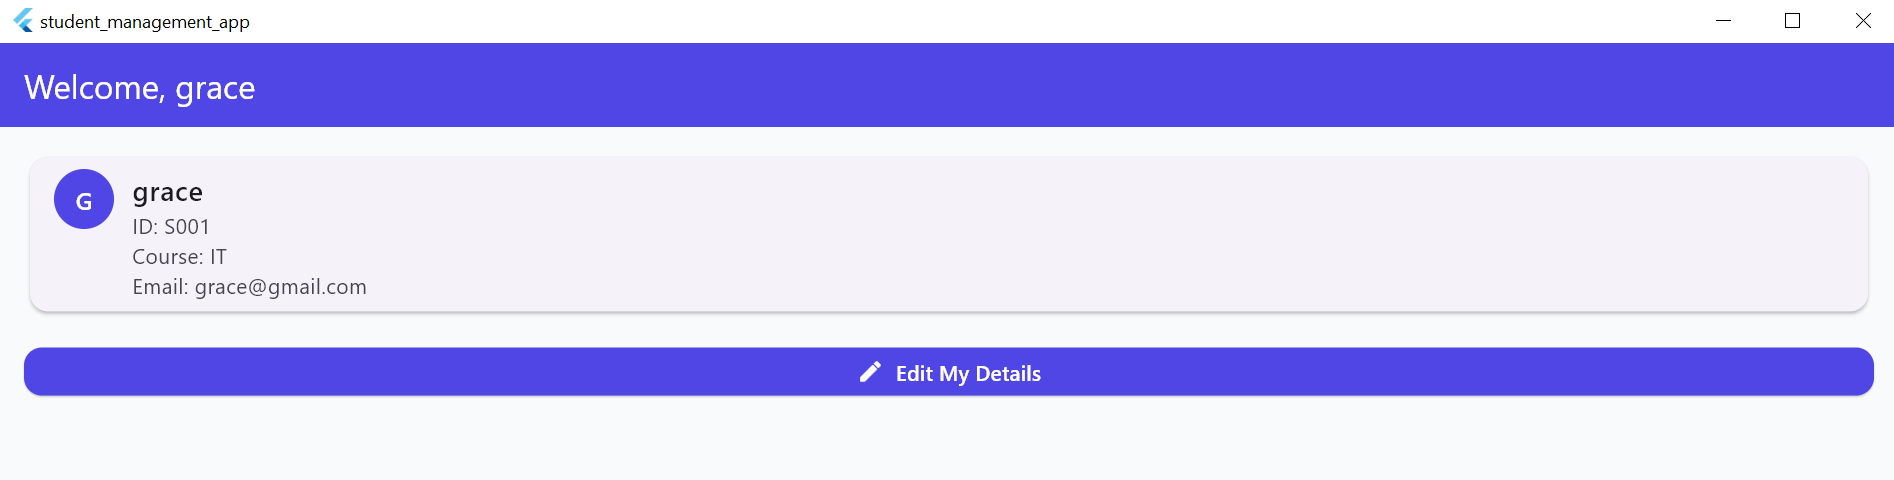 student_management_app
Welcome, grace
G
grace
ID: S001
Course: IT
Email: grace@gmail.com
Edit My Details